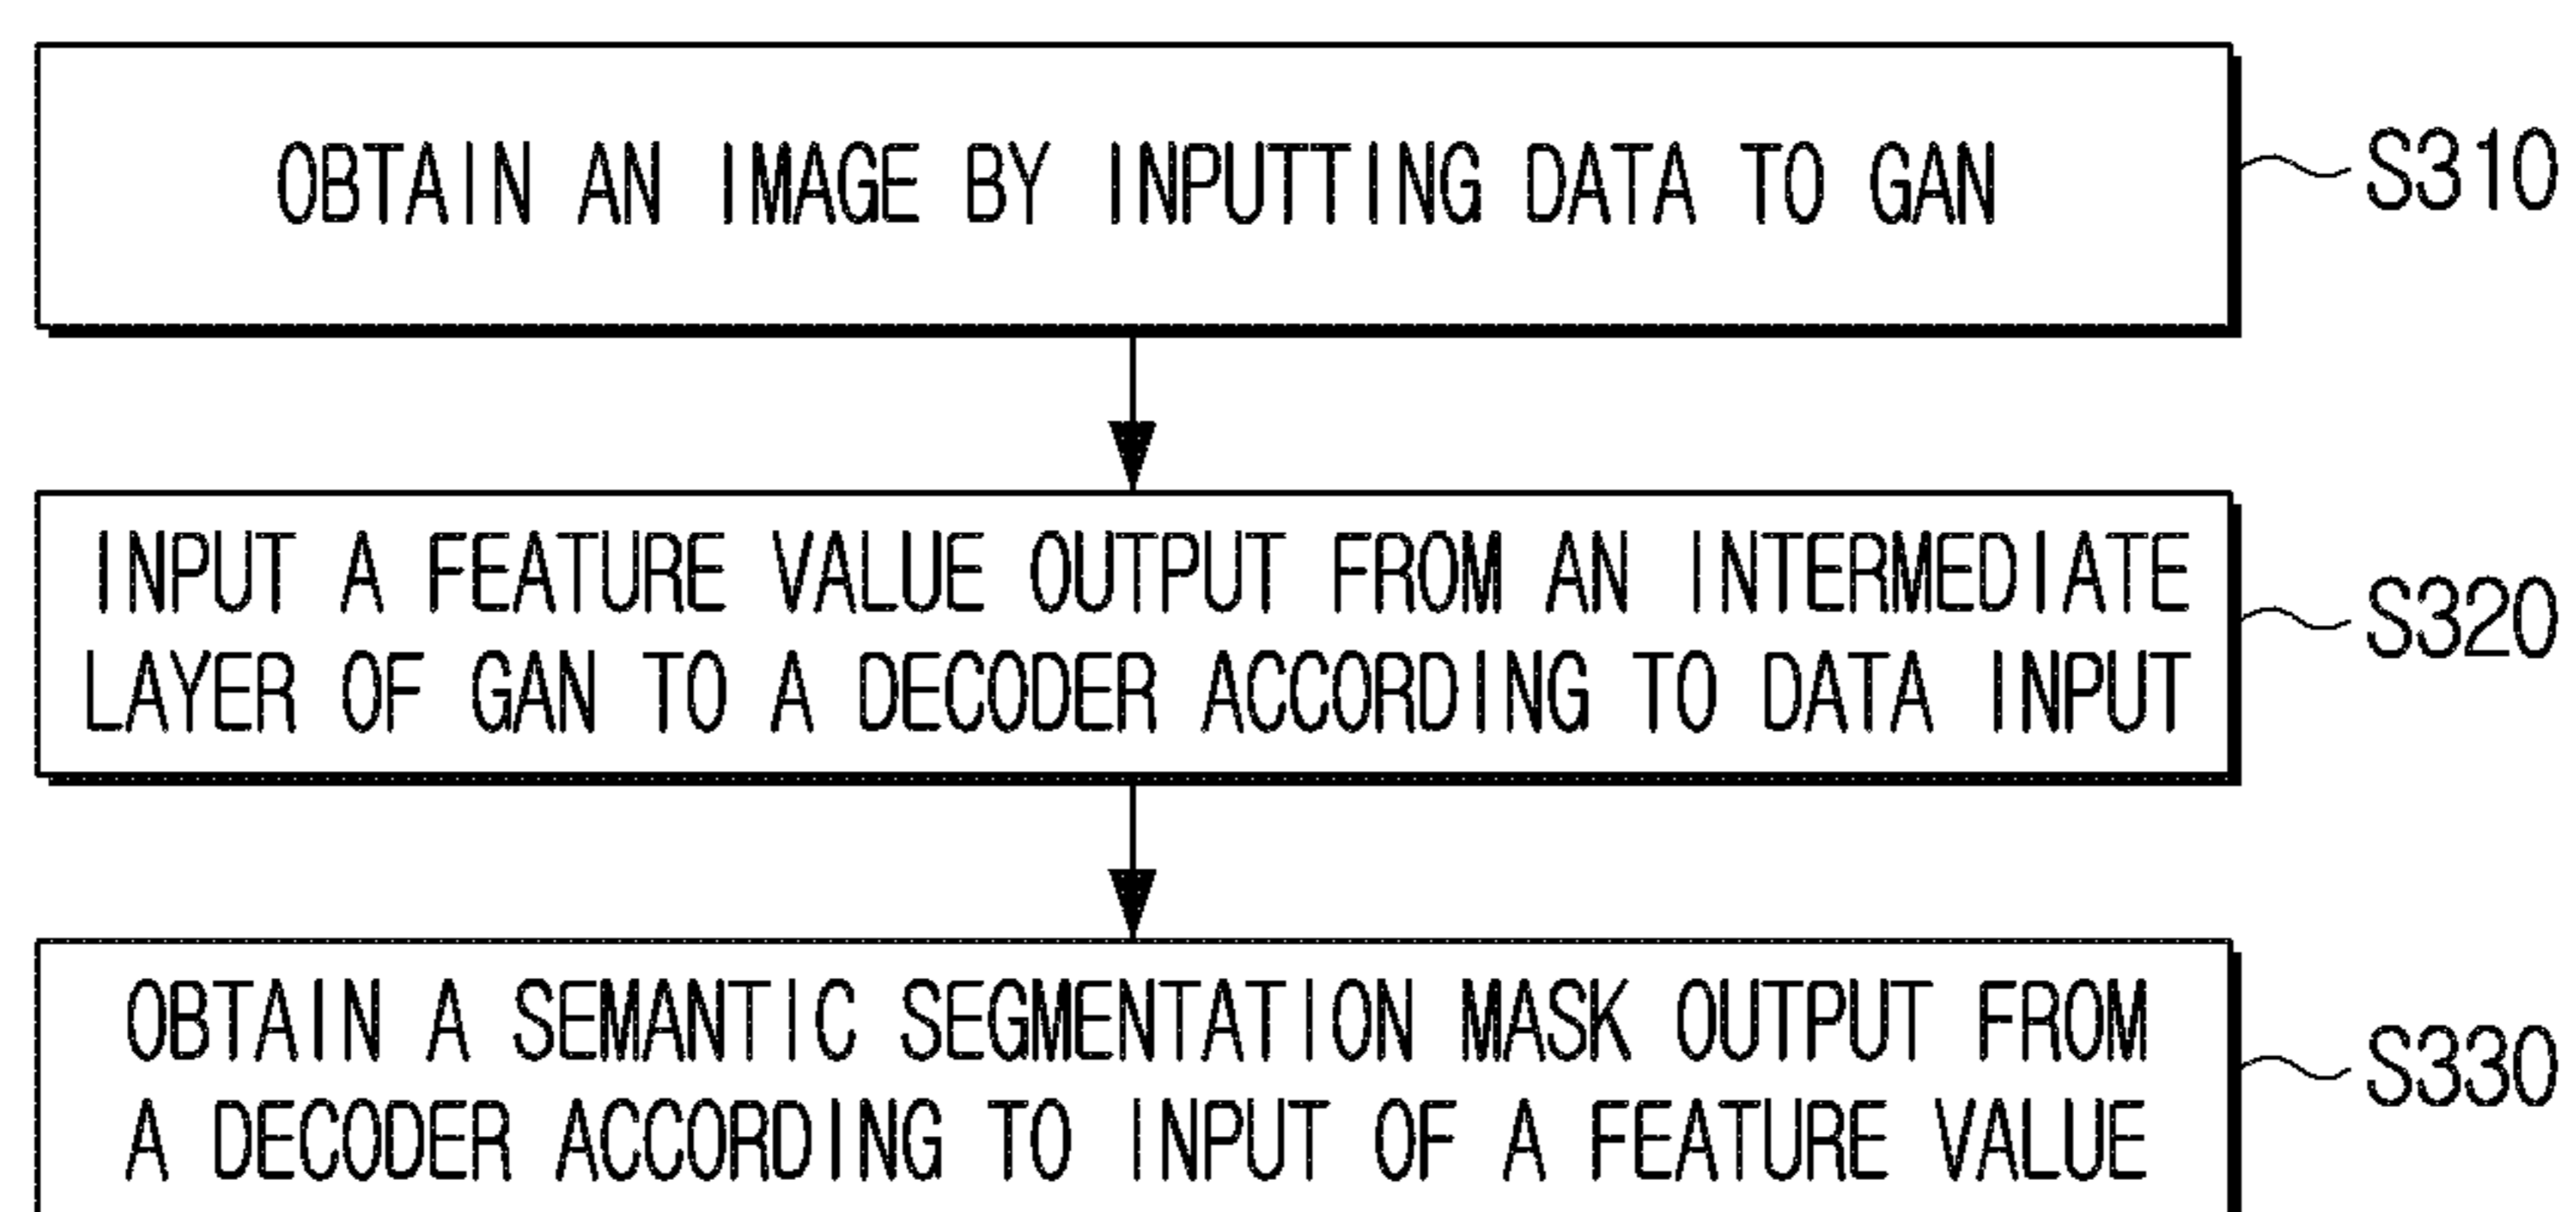 OBTAIN AN IMAGE BY INPUTTING DATA TO GAN
S310
INPUT A FEATURE VALUE OUTPUT FROM AN INTERMEDIATE
LAYER OF GAN TO A DECODER ACCORDING TO DATA INPUT
S320
OBTAIN A SEMANTIC SEGMENTATION MASK OUTPUT FROM
A DECODER ACCORDING TO INPUT OF A FEATURE VALUE
S330